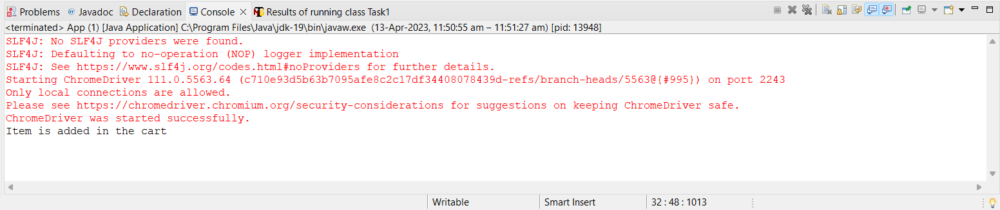 Problems @ Javadoc Declaration Console Results of running class Task1
<terminated> App (1) [Java Application] C:\Program Files\Java\jdk-19\bin\javaw.exe (13-Apr-2023, 11:50:55 am – 11:51:27 am) [pid: 13948]
SLF4J: No SLF4J providers were found.
SLF4J: Defaulting to no-operation (NOP) logger implementation
SLF4J: See https://www.slf4j.org/codes.html#noProviders for further details.
Starting ChromeDriver 111.0.5563.64 (c710e93d5b63b7095afe8c2c17df34408078439d-refs/branch-heads/5563@{#995}) on port 2243
Only local connections are allowed.
Please see https://chromedriver.chromium.org/security-considerations for suggestions on keeping ChromeDriver safe.
ChromeDriver was started successfully.
Item is added in the cart
Writable Smart Insert 32 : 48 : 1013